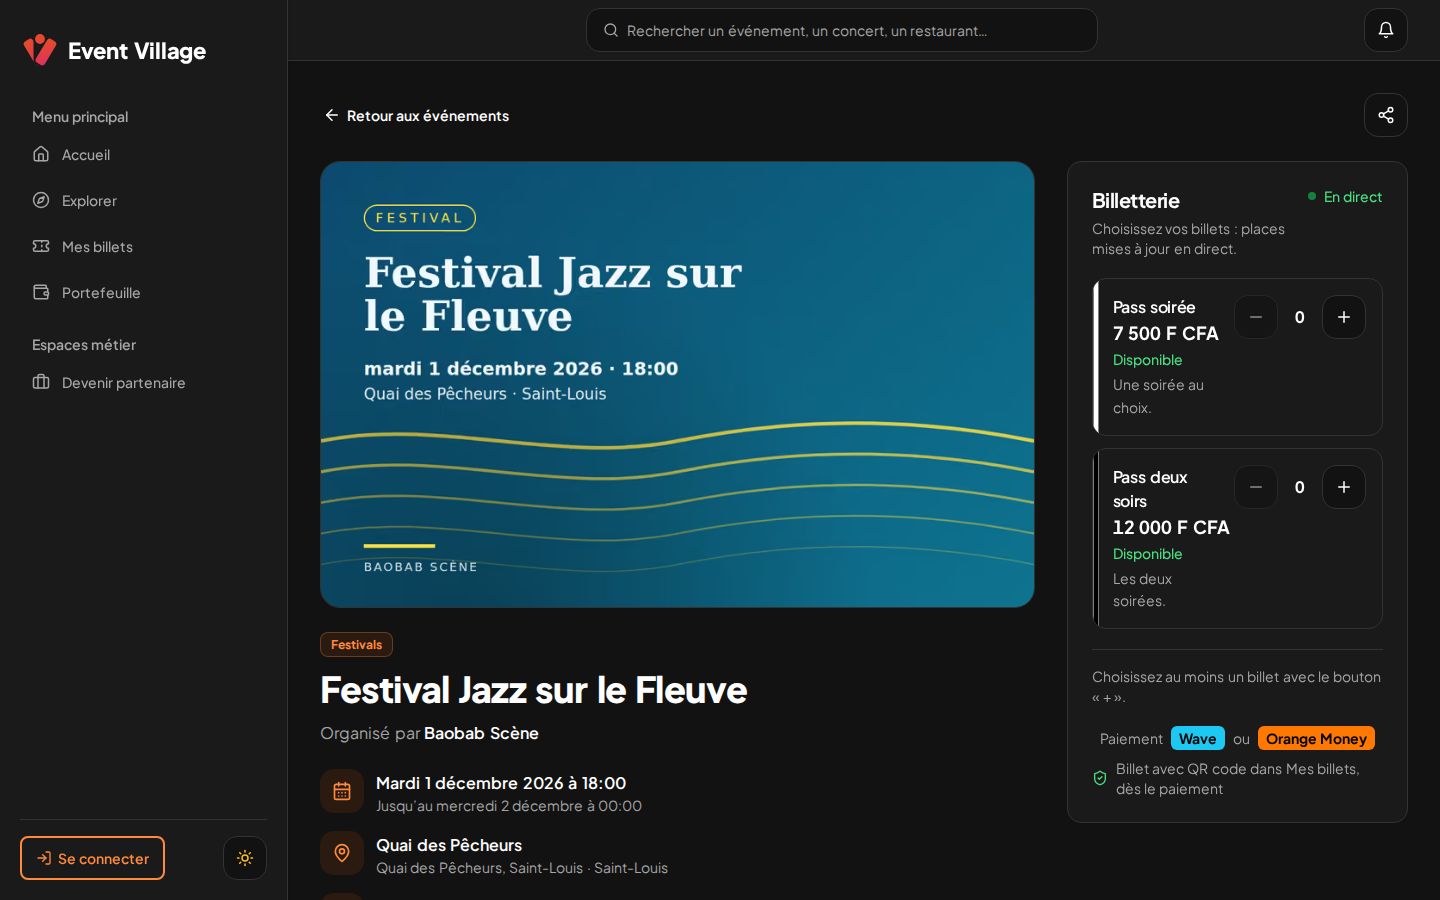 Event Village
Rechercher un événement, un concert, un restaurant...
Menu principal
Accueil
Explorer
Mes billets
Portefeuille
Espaces métier
Devenir partenaire
Se connecter
Retour aux événements
FESTIVAL
Festival Jazz sur
le Fleuve
mardi 1 décembre 2026 · 18:00
Quai des Pêcheurs · Saint-Louis
BAOBAB SCÈNE
Festivals
Festival Jazz sur le Fleuve
Organisé par Baobab Scène
Mardi 1 décembre 2026 à 18:00
Jusqu'au mercredi 2 décembre à 00:00
Quai des Pêcheurs
Quai des Pêcheurs, Saint-Louis · Saint-Louis
Billetterie
En direct
Choisissez vos billets : places
mises à jour en direct.
Pass soirée
0
7 500 F CFA
Disponible
Une soirée au
choix.
Pass deux
soirs
0
12 000 F CFA
Disponible
Les deux
soirées.
Choisissez au moins un billet avec le bouton
« + ».
Paiement Wave ou Orange Money
Billet avec QR code dans Mes billets,
dès le paiement